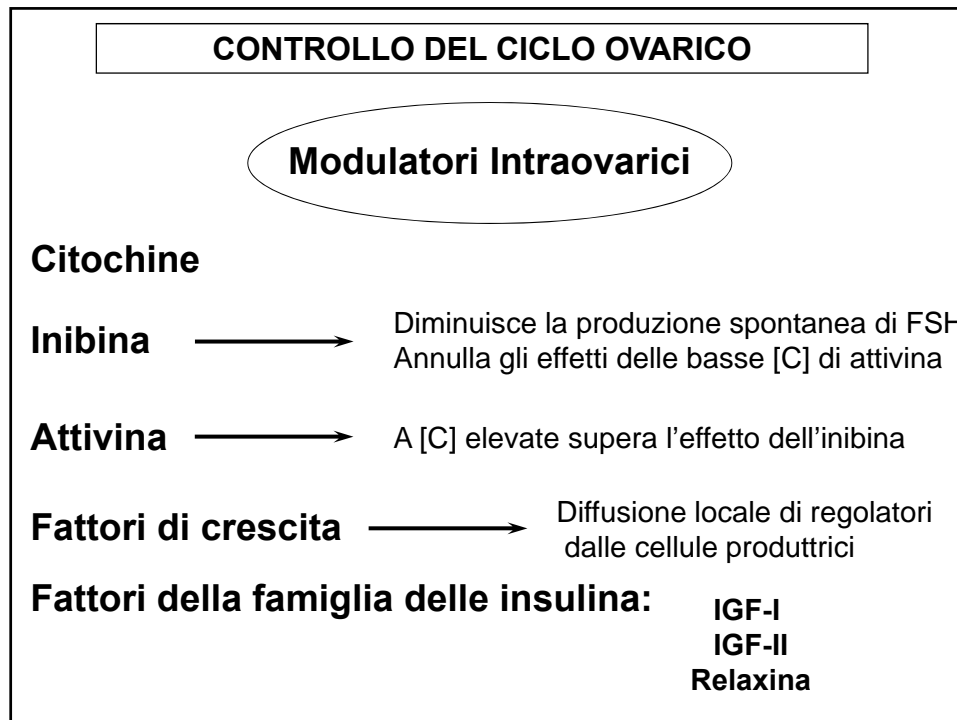 CONTROLLO DEL CICLO OVARICO
Modulatori Intraovarici
Citochine
Inibina
Diminuisce la produzione spontanea di FSH
Annulla gli effetti delle basse [C] di attivina
Attivina
A [C] elevate supera l'effetto dell'inibina
Fattori di crescita
Diffusione locale di regolatori
dalle cellule produttrici
Fattori della famiglia delle insulina:
IGF-I
IGF-II
Relaxina